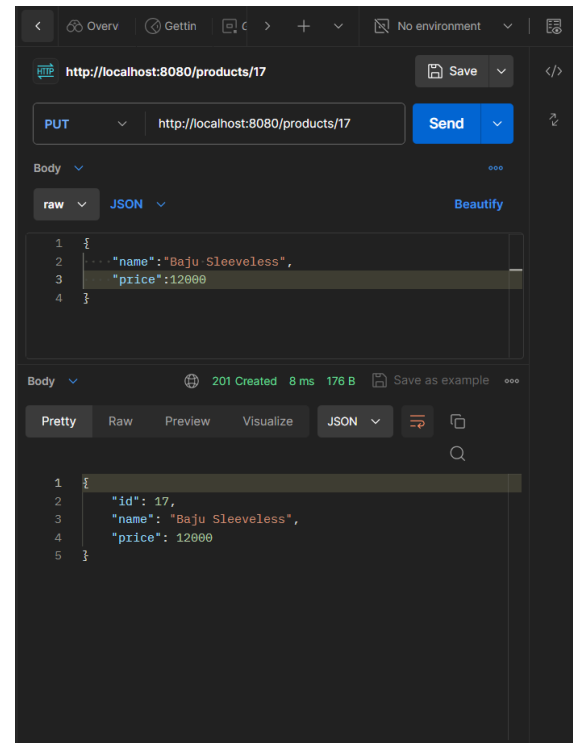 Overv Gettin C No environment
HTTP http://localhost:8080/products/17 Save
PUT http://localhost:8080/products/17 Send
Body
raw JSON Beautify
1 {
2 ····"name":"Baju·Sleeveless",
3 "price":12000
4 }
Body 201 Created 8 ms 176 B Save as example
Pretty Raw Preview Visualize JSON
1 {
2 "id": 17,
3 "name": "Baju Sleeveless",
4 "price": 12000
5 }